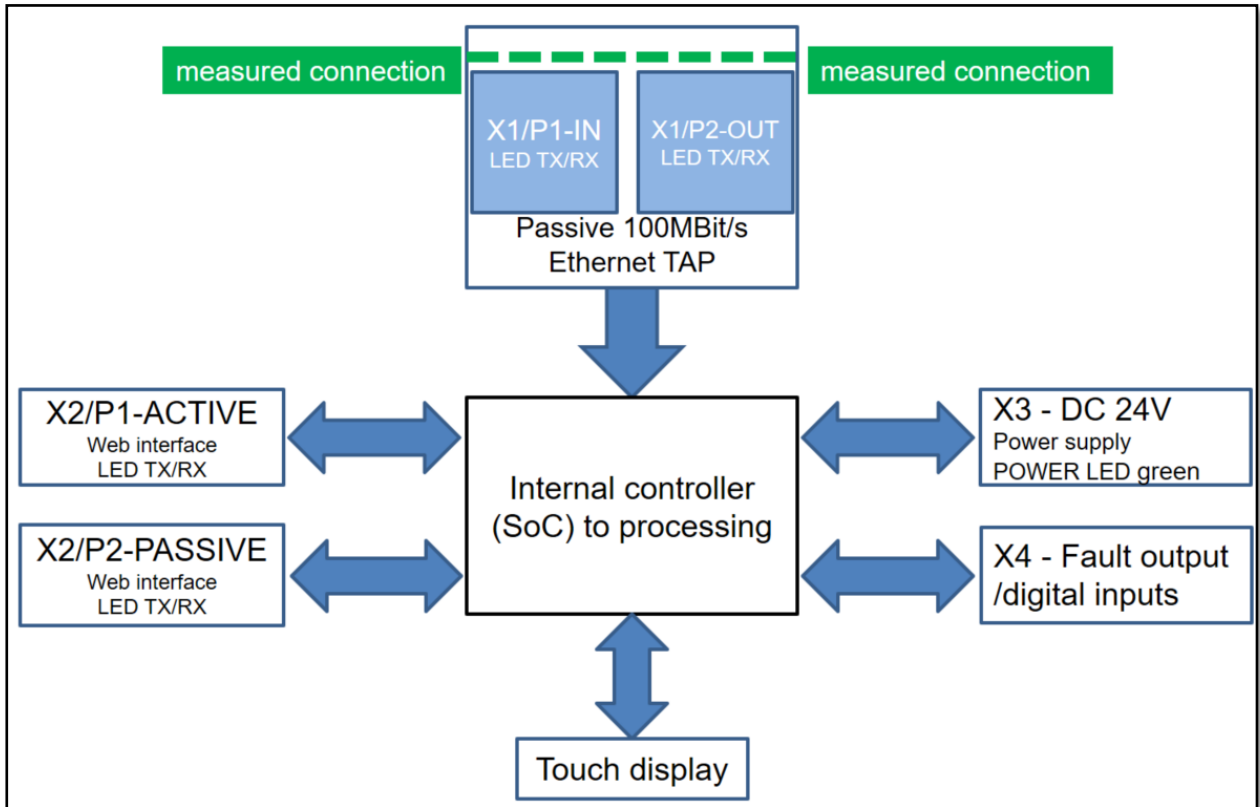 measured connection
measured connection
X1/P1-IN
LED TX/RX
X1/P2-OUT
LED TX/RX
Passive 100MBit/s
Ethernet TAP
X2/P1-ACTIVE
Web interface
LED TX/RX
X2/P2-PASSIVE
Web interface
LED TX/RX
Internal controller
(SoC) to processing
X3 - DC 24V
Power supply
POWER LED green
X4 - Fault output
/digital inputs
Touch display